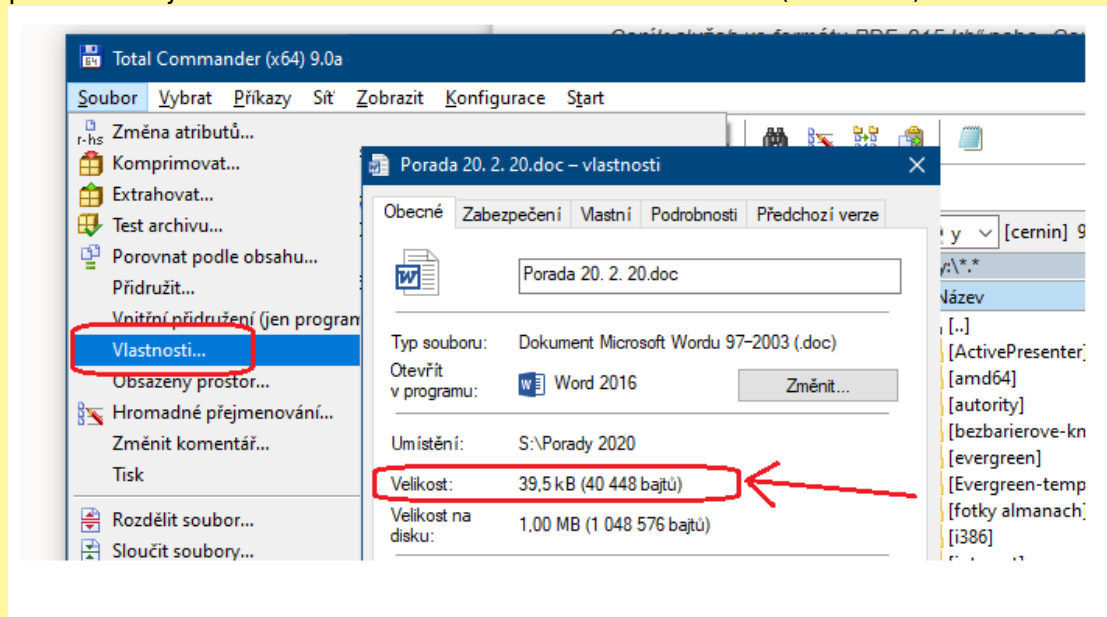 Total Commander (x64) 9.0a
Soubor Vybrat Příkazy Síť Zobrazit Konfigurace Start
r-hs Změna atributů...
Komprimovat...
Extrahovat...
Test archivu...
Porovnat podle obsahu...
Přidružit...
Vnitřní přidružení (jen program
Vlastnosti...
Obsazený prostor...
Hromadné přejmenování...
Změnit komentář...
Tisk
Rozdělit soubor...
Sloučit soubory...
Porada 20. 2. 20.doc – vlastnosti
Obecné Zabezpečení Vlastní Podrobnosti Předchozí verze
Porada 20. 2. 20.doc
Typ souboru: Dokument Microsoft Wordu 97–2003 (.doc)
Otevřít
v programu: Word 2016 Změnit...
Umístění: S:\Porady 2020
Velikost: 39,5 kB (40 448 bajtů)
Velikost na
disku: 1,00 MB (1 048 576 bajtů)
y [cernin] 9
y:\*.*
Název
[..]
[ActivePresenter]
[amd64]
[autority]
[bezbarierove-kn
[evergreen]
[Evergreen-temp
[fotky almanach]
[i386]